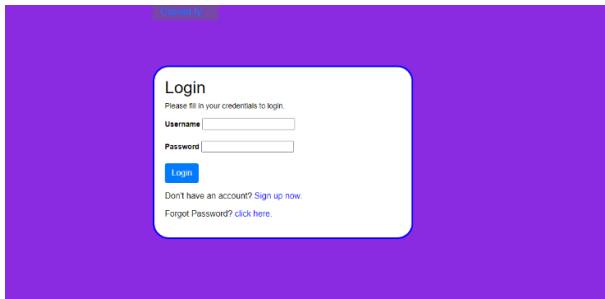 Login
Please fill in your credentials to login.
Username
Password
Login
Don't have an account? Sign up now.
Forgot Password? click here.